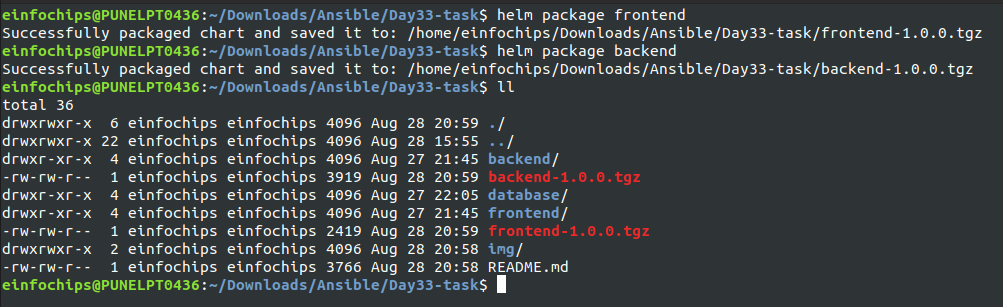 einfochips@PUNELPT0436:~/Downloads/Ansible/Day33-task$ helm package frontend
Successfully packaged chart and saved it to: /home/einfochips/Downloads/Ansible/Day33-task/frontend-1.0.0.tgz
einfochips@PUNELPT0436:~/Downloads/Ansible/Day33-task$ helm package backend
Successfully packaged chart and saved it to: /home/einfochips/Downloads/Ansible/Day33-task/backend-1.0.0.tgz
einfochips@PUNELPT0436:~/Downloads/Ansible/Day33-task$ ll
total 36
drwxrwxr-x  6 einfochips einfochips 4096 Aug 28 20:59 ./
drwxrwxr-x 22 einfochips einfochips 4096 Aug 28 15:55 ../
drwxr-xr-x  4 einfochips einfochips 4096 Aug 27 21:45 backend/
-rw-rw-r--  1 einfochips einfochips 3919 Aug 28 20:59 backend-1.0.0.tgz
drwxr-xr-x  4 einfochips einfochips 4096 Aug 27 22:05 database/
drwxr-xr-x  4 einfochips einfochips 4096 Aug 27 21:45 frontend/
-rw-rw-r--  1 einfochips einfochips 2419 Aug 28 20:59 frontend-1.0.0.tgz
drwxrwxr-x  2 einfochips einfochips 4096 Aug 28 20:58 img/
-rw-rw-r--  1 einfochips einfochips 3766 Aug 28 20:58 README.md
einfochips@PUNELPT0436:~/Downloads/Ansible/Day33-task$